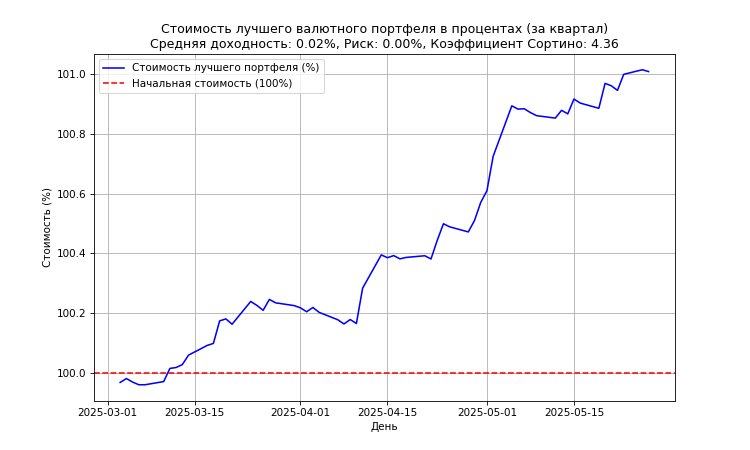 Стоимость лучшего валютного портфеля в процентах (за квартал)
Средняя доходность: 0.02%, Риск: 0.00%, Коэффициент Сортино: 4.36
Стоимость лучшего портфеля (%)
Начальная стоимость (100%)
Стоимость (%)
101.0
100.8
100.6
100.4
100.2
100.0
2025-03-01 2025-03-15 2025-04-01 2025-04-15 2025-05-01 2025-05-15
День